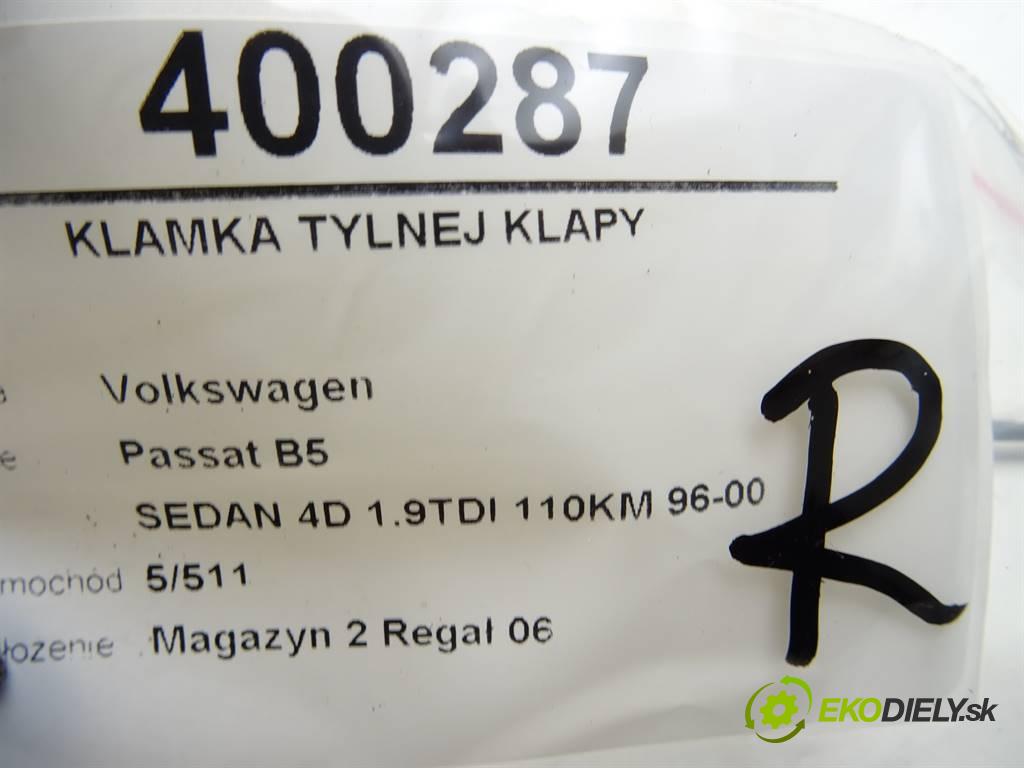 400287
KLAMKA TYLNEJ KLAPY
Volkswagen
Passat B5
SEDAN 4D 1.9TDI 110KM 96-00
mochód 5/511
łożenie Magazyn 2 Regał 06
R
EKODIELY.sk